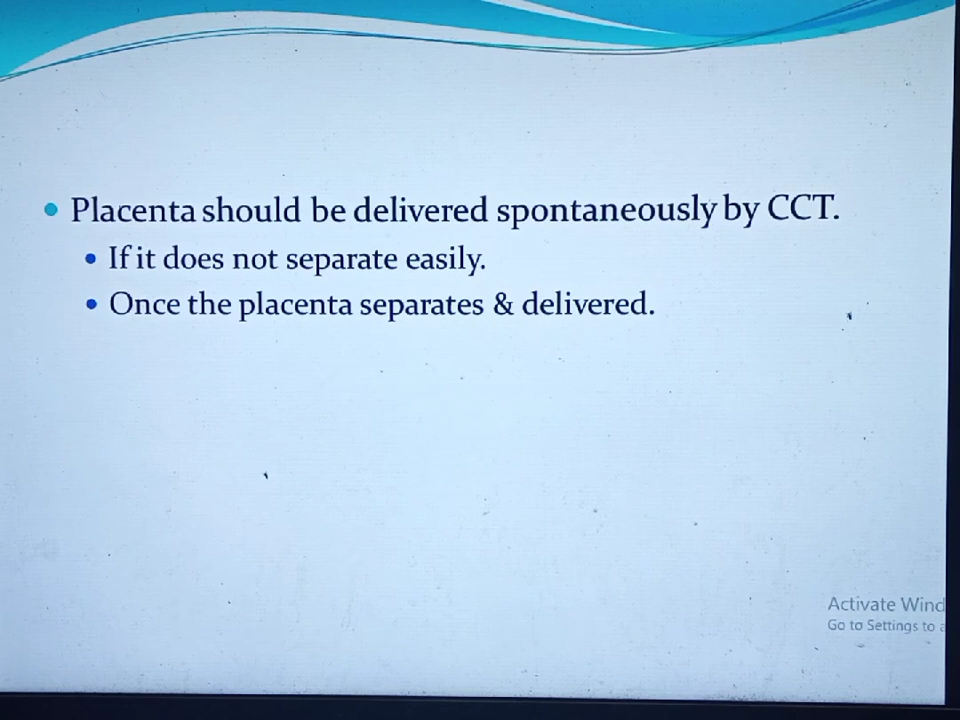 Placenta should be delivered spontaneously by CCT.
If it does not separate easily.
Once the placenta separates & delivered.
Activate Wind
Go to Settings to a